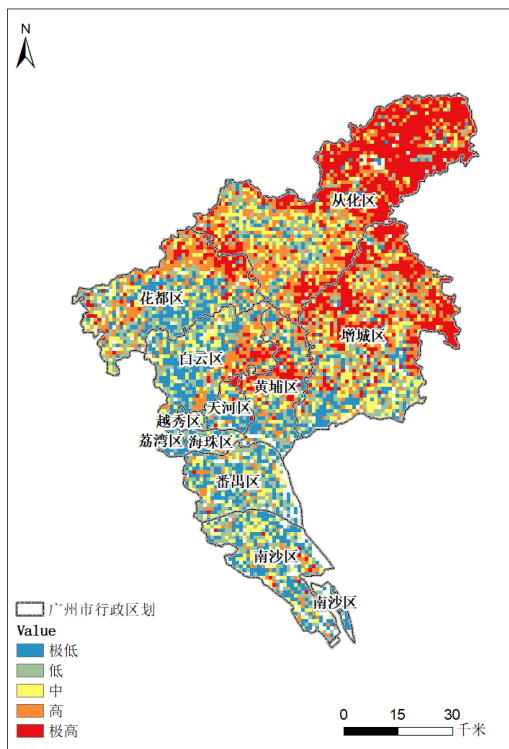 N
从化区
花都区
增城区
白云区
黄埔区
天河区
越秀区
荔湾区
海珠区
番禺区
南沙区
南沙区
广州市行政区划
Value
极低
低
中
高
极高
0 15 30
千米